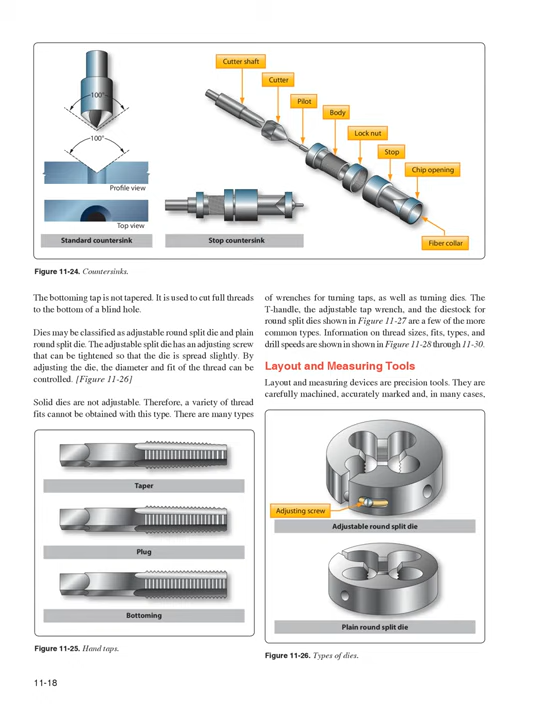 Cutter shaft
Cutter
Pilot
Body
Lock nut
Stop
Chip opening
Fiber collar
100°
100°
Profile view
Top view
Standard countersink
Stop countersink
Figure 11-24. Countersinks.
The bottoming tap is not tapered. It is used to cut full threads
to the bottom of a blind hole.
Dies may be classified as adjustable round split die and plain
round split die. The adjustable split die has an adjusting screw
that can be tightened so that the die is spread slightly. By
adjusting the die, the diameter and fit of the thread can be
controlled. [Figure 11-26]
Solid dies are not adjustable. Therefore, a variety of thread
fits cannot be obtained with this type. There are many types
of wrenches for turning taps, as well as turning dies. The
T-handle, the adjustable tap wrench, and the diestock for
round split dies shown in Figure 11-27 are a few of the more
common types. Information on thread sizes, fits, types, and
drill speeds are shown in shown in Figure 11-28 through 11-30.
Layout and Measuring Tools
Layout and measuring devices are precision tools. They are
carefully machined, accurately marked and, in many cases,
Taper
Plug
Bottoming
Figure 11-25. Hand taps.
Adjusting screw
Adjustable round split die
Plain round split die
Figure 11-26. Types of dies.
11-18